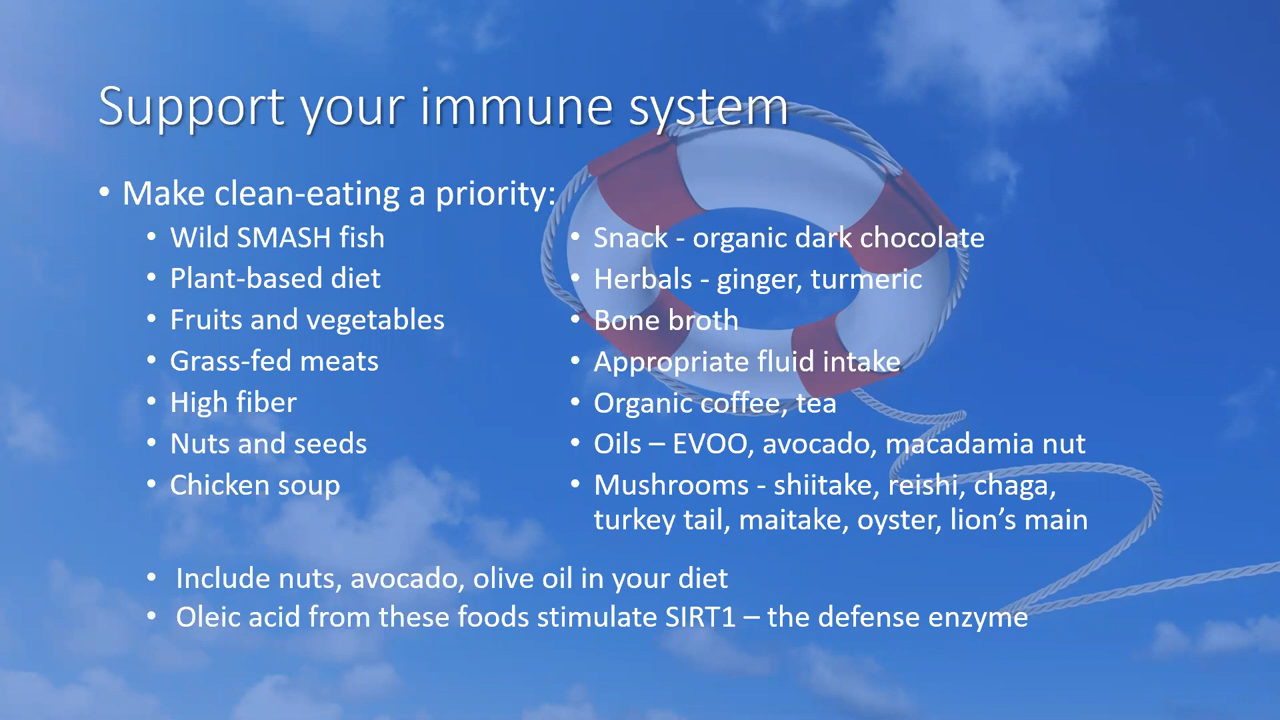 Support your immune system
• Make clean-eating a priority:
• Wild SMASH fish
• Plant-based diet
• Fruits and vegetables
• Grass-fed meats
• High fiber
• Nuts and seeds
• Chicken soup
• Snack - organic dark chocolate
• Herbals - ginger, turmeric
• Bone broth
• Appropriate fluid intake
• Organic coffee, tea
• Oils – EVOO, avocado, macadamia nut
• Mushrooms - shiitake, reishi, chaga,
turkey tail, maitake, oyster, lion’s main
• Include nuts, avocado, olive oil in your diet
• Oleic acid from these foods stimulate SIRT1 – the defense enzyme